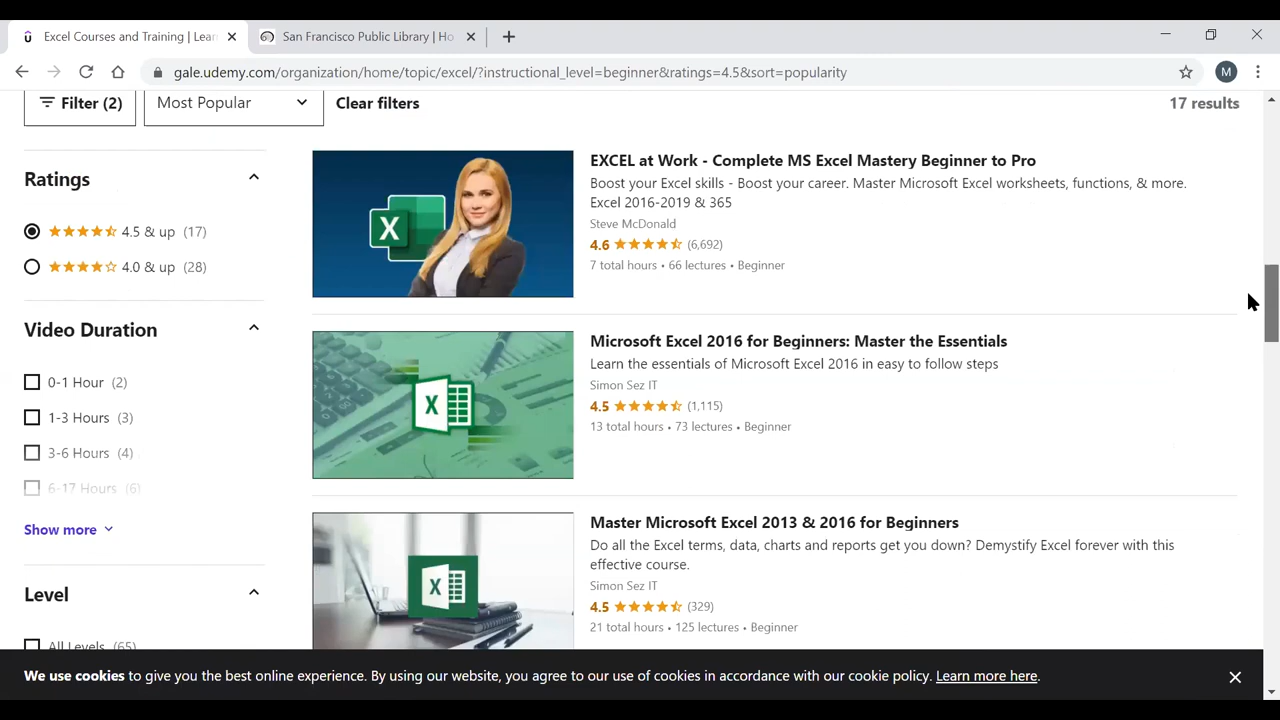 Excel Courses and Training | Lear
San Francisco Public Library | Ho
gale.udemy.com/organization/home/topic/excel/?instructional_level=beginner&ratings=4.5&sort=popularity
M
Filter (2)
Most Popular
Clear filters
17 results
Ratings
4.5 & up (17)
4.0 & up (28)
Video Duration
0-1 Hour (2)
1-3 Hours (3)
3-6 Hours (4)
6-17 Hours (6)
Show more
Level
All Levels (65)
EXCEL at Work - Complete MS Excel Mastery Beginner to Pro
Boost your Excel skills - Boost your career. Master Microsoft Excel worksheets, functions, & more.
Excel 2016-2019 & 365
Steve McDonald
4.6 (6,692)
7 total hours • 66 lectures • Beginner
X
Microsoft Excel 2016 for Beginners: Master the Essentials
Learn the essentials of Microsoft Excel 2016 in easy to follow steps
Simon Sez IT
4.5 (1,115)
13 total hours • 73 lectures • Beginner
X
Master Microsoft Excel 2013 & 2016 for Beginners
Do all the Excel terms, data, charts and reports get you down? Demystify Excel forever with this
effective course.
Simon Sez IT
4.5 (329)
21 total hours • 125 lectures • Beginner
X
We use cookies to give you the best online experience. By using our website, you agree to our use of cookies in accordance with our cookie policy. Learn more here.